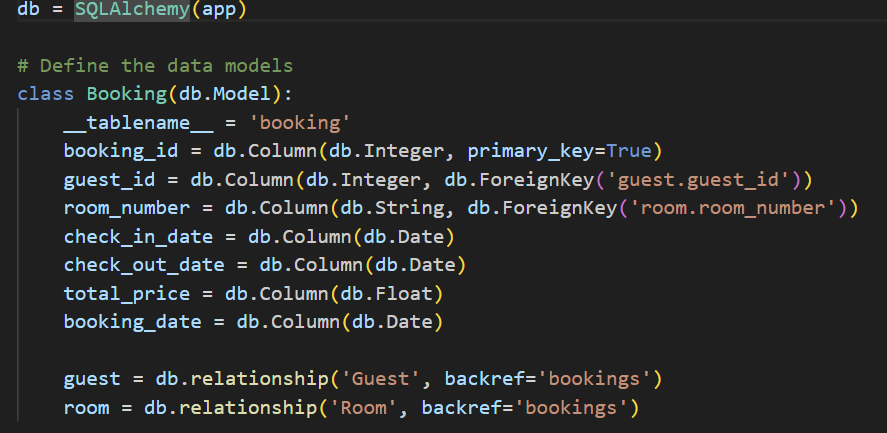 db = SQLAlchemy(app)
# Define the data models
class Booking(db.Model):
__tablename__ = 'booking'
booking_id = db.Column(db.Integer, primary_key=True)
guest_id = db.Column(db.Integer, db.ForeignKey('guest.guest_id'))
room_number = db.Column(db.String, db.ForeignKey('room.room_number'))
check_in_date = db.Column(db.Date)
check_out_date = db.Column(db.Date)
total_price = db.Column(db.Float)
booking_date = db.Column(db.Date)
guest = db.relationship('Guest', backref='bookings')
room = db.relationship('Room', backref='bookings')